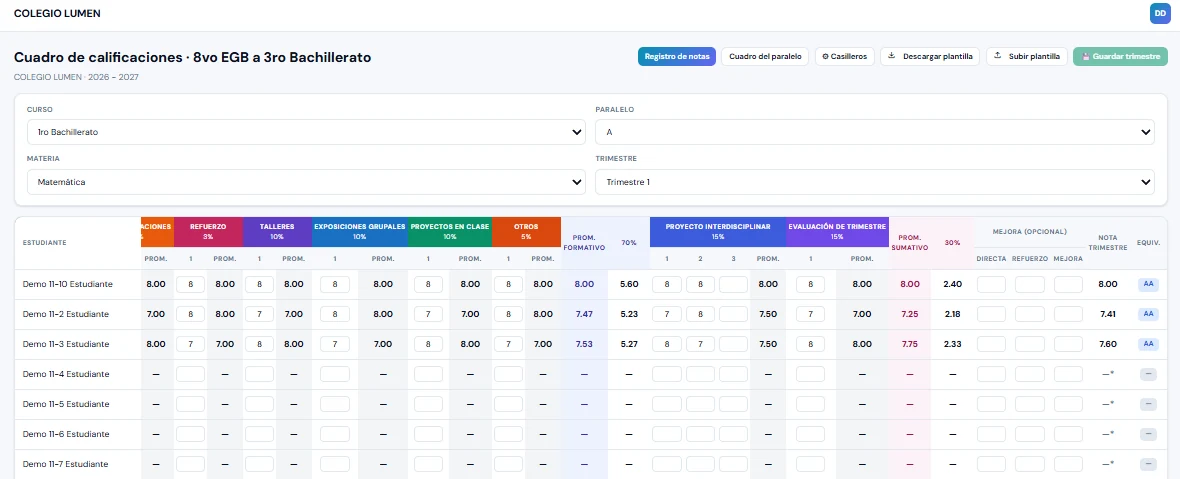 COLEGIO LUMEN
DD
Cuadro de calificaciones · 8vo EGB a 3ro Bachillerato
COLEGIO LUMEN · 2026 – 2027
Registro de notas
Cuadro del paralelo
Casilleros
Descargar plantilla
Subir plantilla
Guardar trimestre
CURSO
PARALELO
1ro Bachillerato
A
MATERIA
TRIMESTRE
Matemática
Trimestre 1
ESTUDIANTE ACIONES REFUERZO 3% TALLERES 10% EXPOSICIONES GRUPALES 10% PROYECTOS EN CLASE 10% OTROS 5% PROM. FORMATIVO 70% PROYECTO INTERDISCIPLINAR 15% EVALUACIÓN DE TRIMESTRE 15% PROM. SUMATIVO 30% MEJORA (OPCIONAL) NOTA TRIMESTRE EQUIV.
PROM. 1 PROM. 1 PROM. 1 PROM. 1 PROM. 1 PROM. 1 2 3 PROM. 1 PROM. DIRECTA REFUERZO MEJORA
Demo 11-10 Estudiante 8.00 8 8.00 8 8.00 8 8.00 8 8.00 8 8.00 8.00 5.60 8 8 8.00 8 8.00 8.00 2.40 8.00 AA
Demo 11-2 Estudiante 7.00 8 8.00 7 7.00 8 8.00 7 7.00 8 8.00 7.47 5.23 7 8 7.50 7 7.00 7.25 2.18 7.41 AA
Demo 11-3 Estudiante 8.00 7 7.00 8 8.00 7 7.00 8 8.00 7 7.00 7.53 5.27 8 7 7.50 8 8.00 7.75 2.33 7.60 AA
Demo 11-4 Estudiante — — — — — — — — — — — — —* —
Demo 11-5 Estudiante — — — — — — — — — — — — —* —
Demo 11-6 Estudiante — — — — — — — — — — — — —* —
Demo 11-7 Estudiante — — — — — — — — — — — — —* —